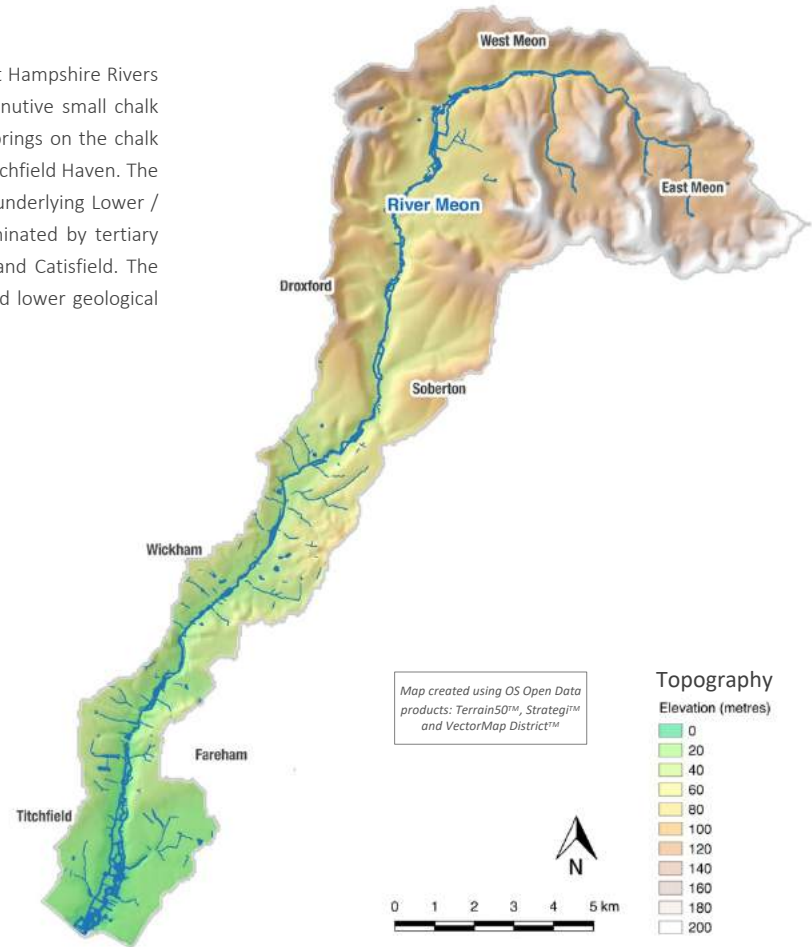 t Hampshire Rivers
nutive small chalk
prings on the chalk
chfield Haven. The
underlying Lower /
ninated by tertiary
and Catisfield. The
d lower geological
West Meon
East Meon
River Meon
Droxford
Soberton
Wickham
Fareham
Titchfield
Map created using OS Open Data
products: Terrain50™, Strategi™
and VectorMap District™
N
0 1 2 3 4 5 km
Topography
Elevation (metres)
0
20
40
60
80
100
120
140
160
180
200